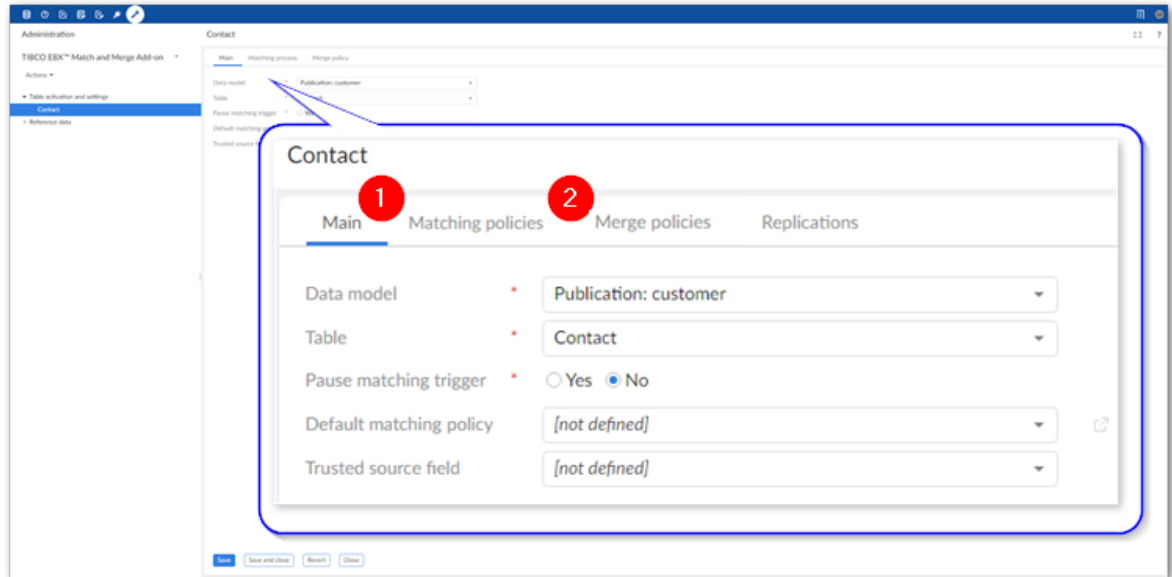 Administration
Contact
?
TIBCO EBX™ Match and Merge Add-on
Actions
Table activation and settings
Contact
Reference data
Main Matching process Merge policy
Data model * Publication: customer
Table
Pause matching trigger *
Default matching
Trusted source
Contact
1 2
Main Matching policies Merge policies Replications
Data model * Publication: customer
Table * Contact
Pause matching trigger * Yes No
Default matching policy [not defined]
Trusted source field [not defined]
Save Save and close Revert Close